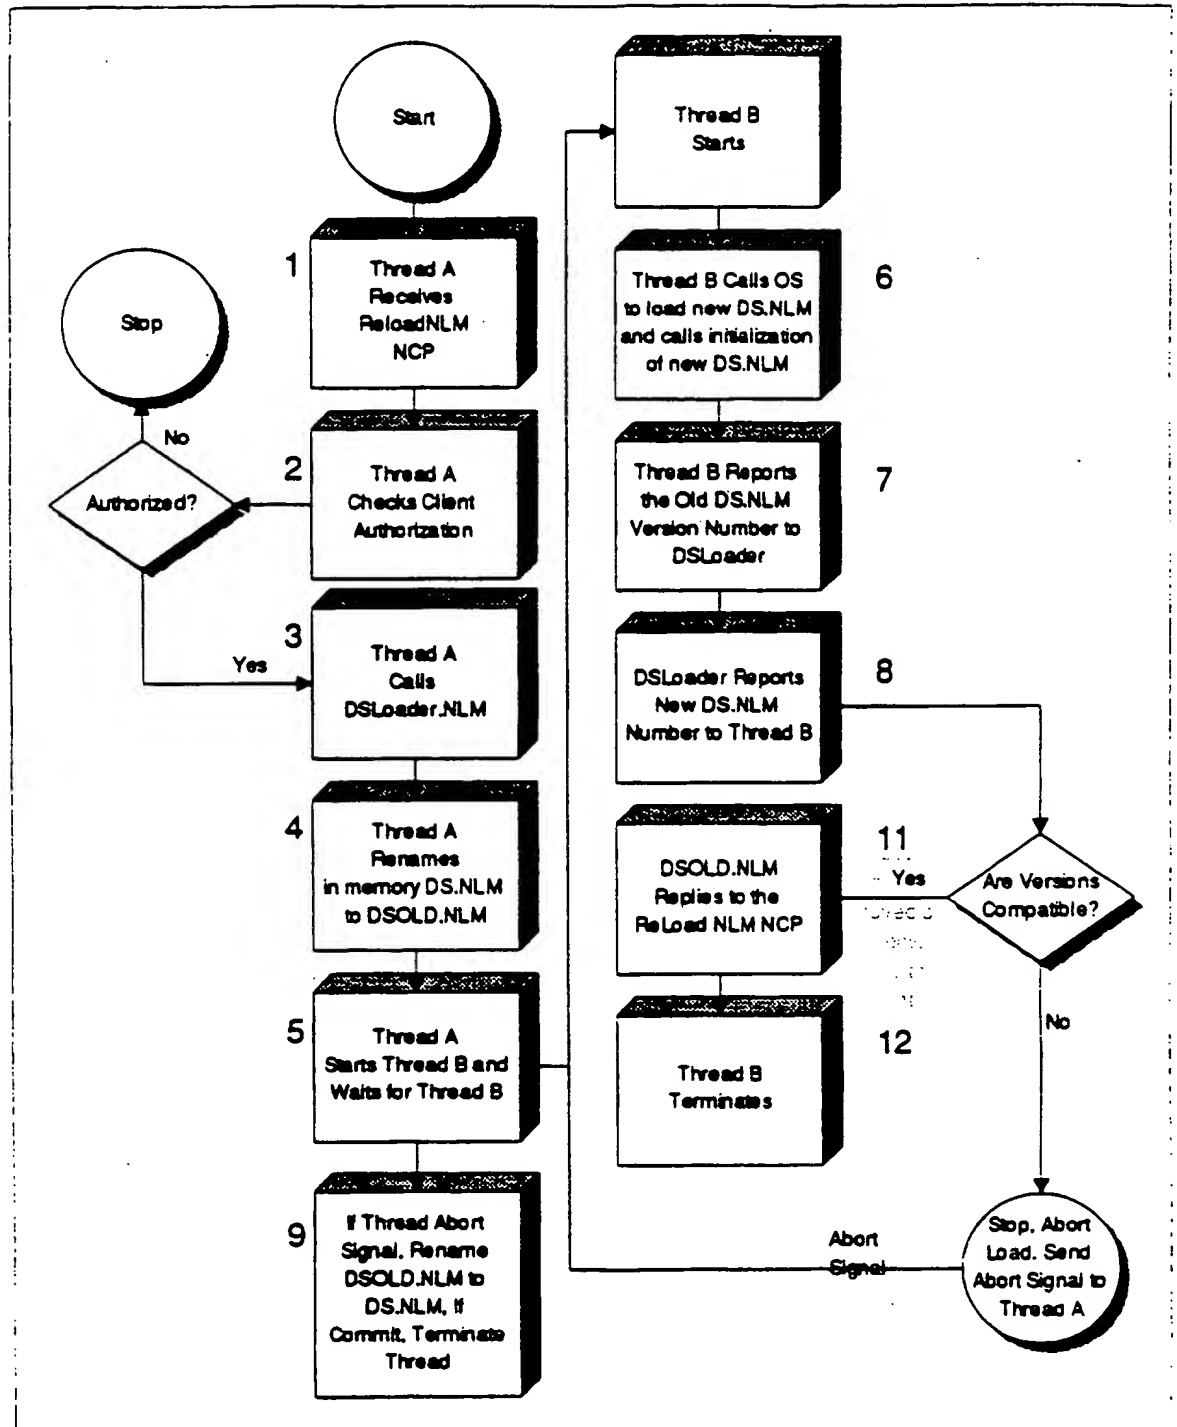 Start
1
Thread A
Receives
ReloadNLM
NCP
Stop
No
Authorized?
2
Thread A
Checks Client
Authorization
Yes
3
Thread A
Calls
DSLoader.NLM
4
Thread A
Renames
in memory DS.NLM
to DSOLD.NLM
5
Thread A
Starts Thread B and
Waits for Thread B
9
If Thread Abort
Signal, Rename
DSOLD.NLM to
DS.NLM, If
Commit, Terminate
Thread
Thread B
Starts
6
Thread B Calls OS
to load new DS.NLM
and calls initialization
of new DS.NLM
7
Thread B Reports
the Old DS.NLM
Version Number to
DSLoader
8
DSLoader Reports
New DS.NLM
Number to Thread B
Are Versions
Compatible?
11
Yes
DSOLD.NLM
Replies to the
ReLoad NLM NCP
12
Thread B
Terminates
No
Stop, Abort
Load. Send
Abort Signal to
Thread A
Abort
Signal